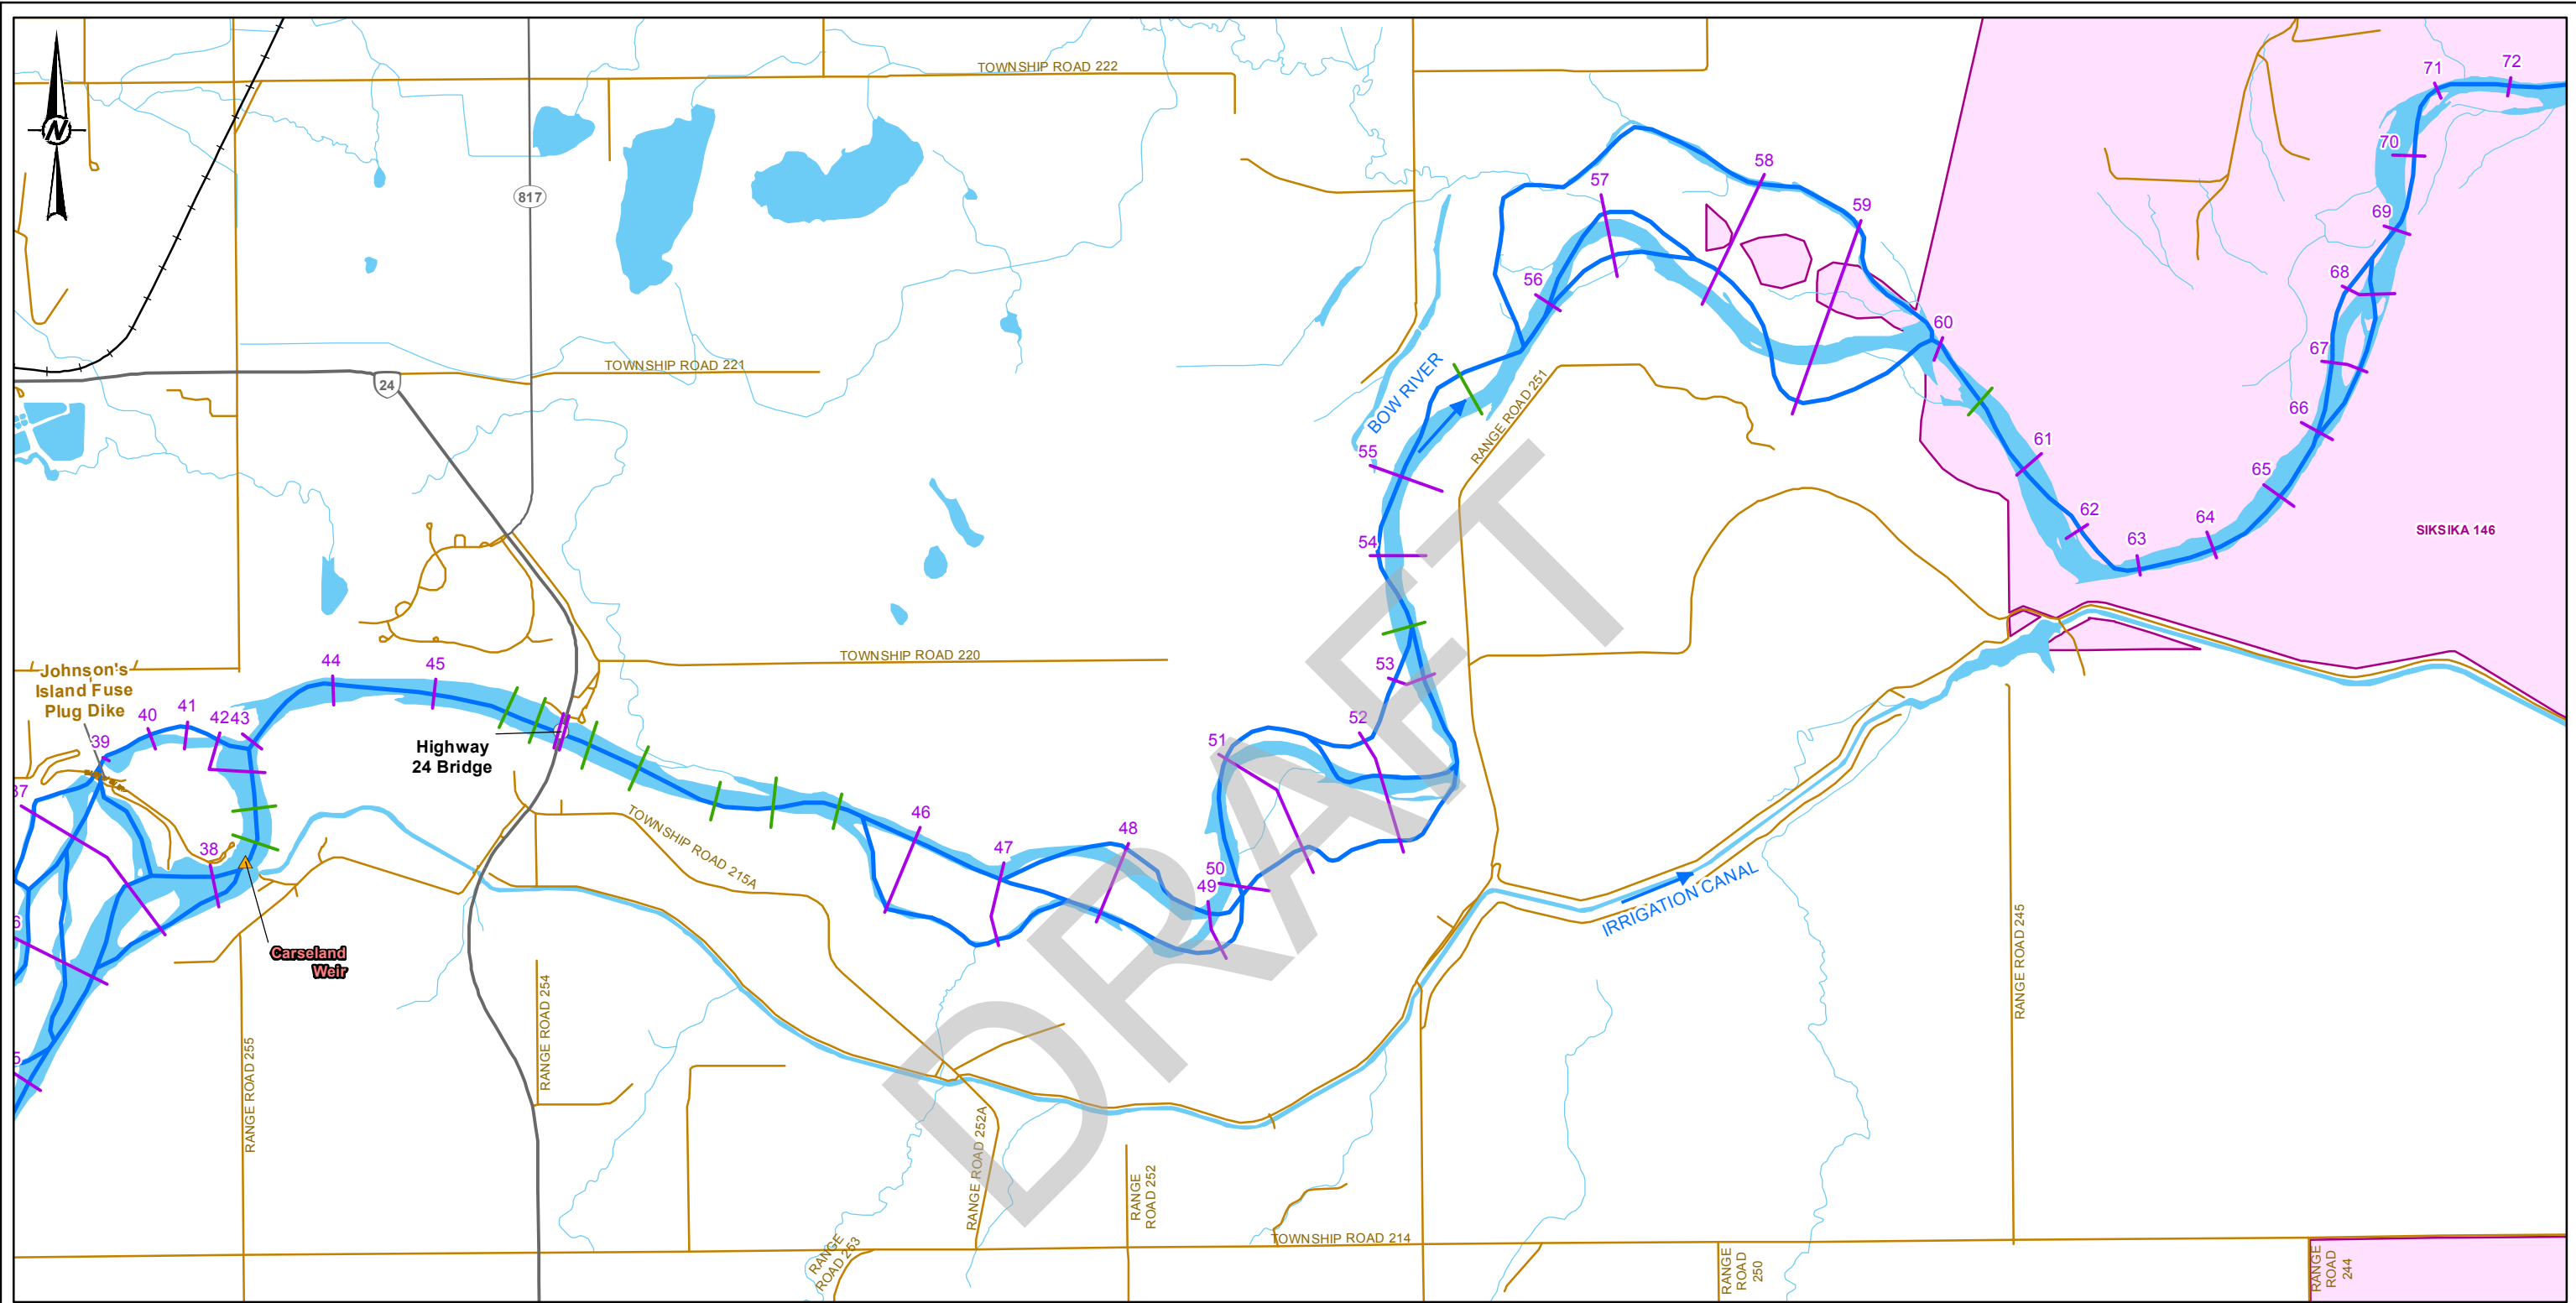 TOWNSHIP ROAD 222
71
72
N
70
58
57
59
817
69
68
56
60
TOWNSHIP ROAD 221
24
BOW RIVER
RANGE ROAD 251
67
66
55
61
65
62
64
63
54
SIKSIKA 146
TOWNSHIP ROAD 220
Johnson's
Island Fuse
Plug Dike
44
45
53
40
41
42
43
39
52
51
Highway
24 Bridge
37
46
47
48
TOWNSHIP ROAD 215A
38
50
49
IRRIGATION CANAL
6
Carseland
Weir
RANGE ROAD 245
RANGE ROAD 254
5
RANGE ROAD 255
RANGE ROAD 252A
RANGE
ROAD 252
TOWNSHIP ROAD 214
RANGE
ROAD 253
RANGE
ROAD
250
RANGE
ROAD
244
DRAFT